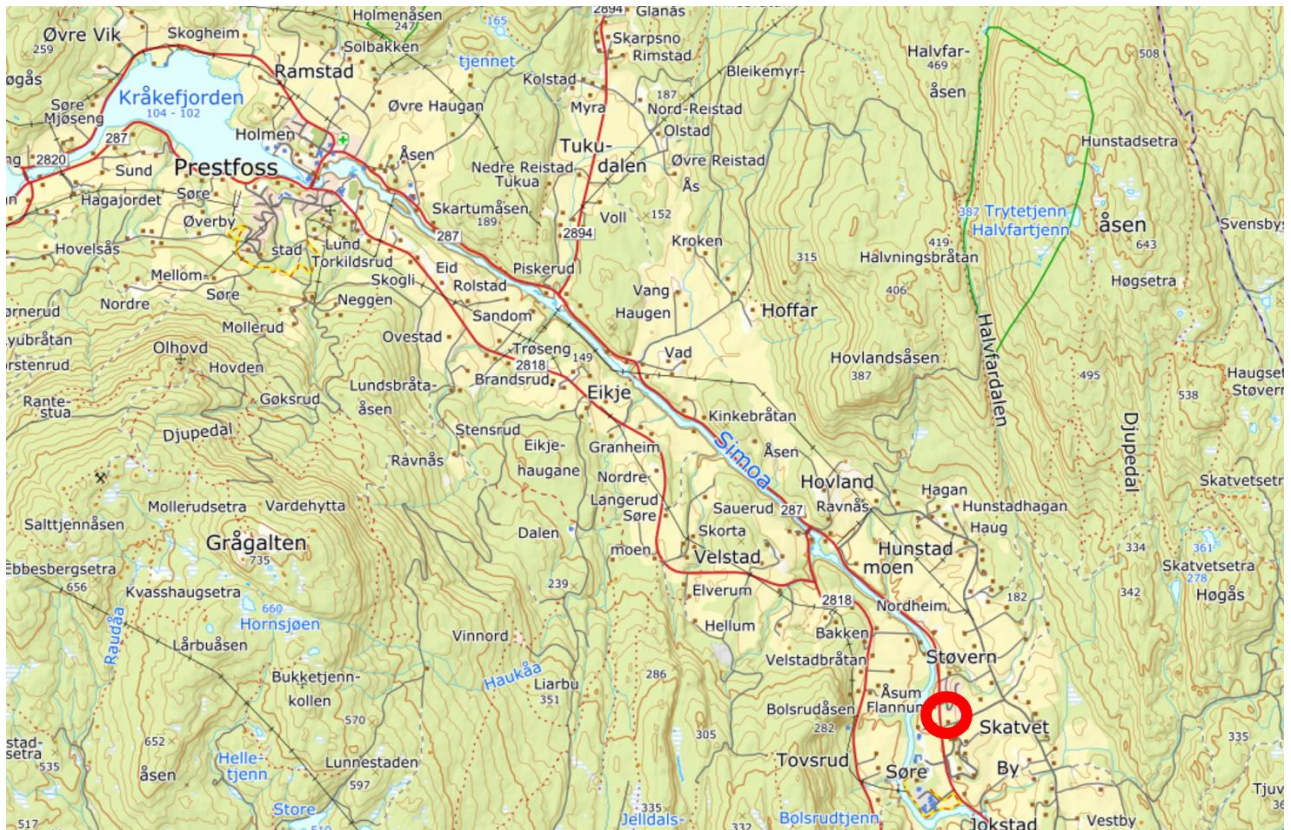 Holmenåsen
247
2894
Glanås
Øvre Vik
Skogheim
165
Skarpsno
259
Solbakken
Rimstad
Halvfar-
469
åsen
508
tjennet
Ramstad
Kolstad
Bleikemyr-
Kråkefjorden
104 - 102
Øvre Haugan
Myra
187
Nord-Reistad
Søre
Mjøseng
Holmen
Olstad
287
Tuku-
dalen
Hunstadsetra
2820
Åsen
Sund
Prestfoss
Nedre Reistad
Tukua
Øvre Reistad
Ås
Hagajordet
Søre
Skartumåsen
189
Voll
152
387
Trytetjenn
Halvfartjenn
åsen
643
Øverby
287
2894
Hovelsås
stad
Lund
Torkildsrud
Kroken
419
Halvningsbråtan
Mellom-
Skogli
Eid
Piskerud
315
Høgsetra
Nordre
Søre
Neggen
Rolstad
Vang
406
Mollerud
Sandom
Haugen
Hoffar
Halvfardalen
Olhovd
Ovestad
Trøseng
149
Vad
Hovlandsåsen
387
Hovden
2818
Brandsrud
495
Rante-
stua
Gøksrud
Lundsbråta-
åsen
Eikje
538
Djupedal
Stensrud
Kinkebråtan
Djupedal
Eikje-
haugane
Granheim
Simoa
Åsen
Ravnås
Nordre
Hovland
Mollerudsetra
Vardehytta
Langerud
Søre
Sauerud
287
Ravnås
Hagan
Hunstadhagan
Salttjennåsen
Dalen
Skorta
Haug
Grågalten
735
moen
Velstad
Hunstad
moen
334
361
Skatvetsetra
278
Høgås
656
Kvasshaugsetra
239
Elverum
2818
182
342
660
Hornsjøen
Nordheim
Raudåa
Lårbuåsen
Vinnord
Hellum
Bakken
Haukåa
Velstadbråtan
Støvern
Bukketjenn-
kollen
Liarbu
351
286
Åsum
Flannum
570
Bolsrudåsen
282
Skatvet
652
305
335
535
Helle-
tjenn
Lunnestaden
597
Tovsrud
Søre
By
åsen
517
Store
335
Jelldals-
332
Bolsrudtjenn
Jokstad
Vestby